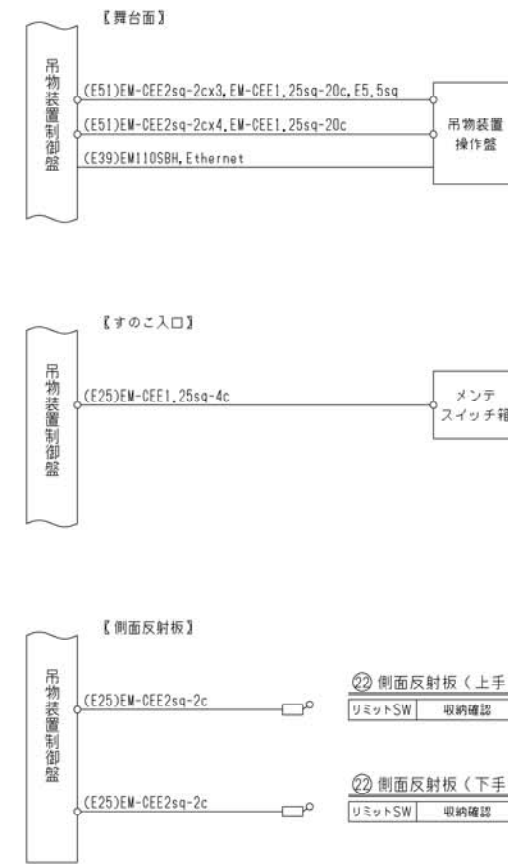 【舞台面】
吊物装置制御盤
(E51)EM-CEE2sq-2cx3,EM-CEE1.25sq-20c,E5.5sq
(E51)EM-CEE2sq-2cx4,EM-CEE1.25sq-20c
(E39)EM110SBH,Ethernet
吊物装置
操作盤
【すのこ入口】
吊物装置制御盤
(E25)EM-CEE1.25sq-4c
メンテ
スイッチ箱
【側面反射板】
吊物装置制御盤
(E25)EM-CEE2sq-2c
㉒ 側面反射板(上手
リミットSW 収納確認
(E25)EM-CEE2sq-2c
㉒ 側面反射板(下手
リミットSW 収納確認